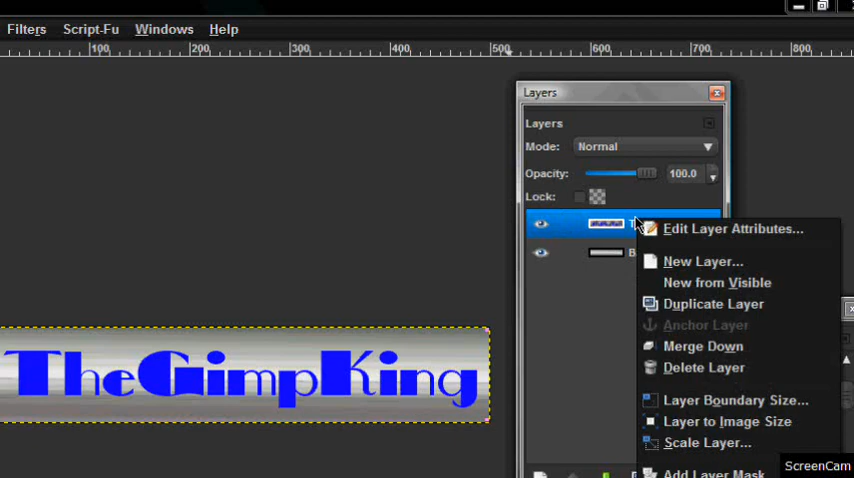 Filters Script-Fu Windows Help
100 200 300 400 500 600 700 800
Layers
Layers
Mode: Normal
Opacity: 100.0
Lock:
T
Edit Layer Attributes...
B
New Layer...
New from Visible
Duplicate Layer
Anchor Layer
Merge Down
Delete Layer
TheGimpKing
Layer Boundary Size...
Layer to Image Size
Scale Layer...
Add Layer Mask
ScreenCam